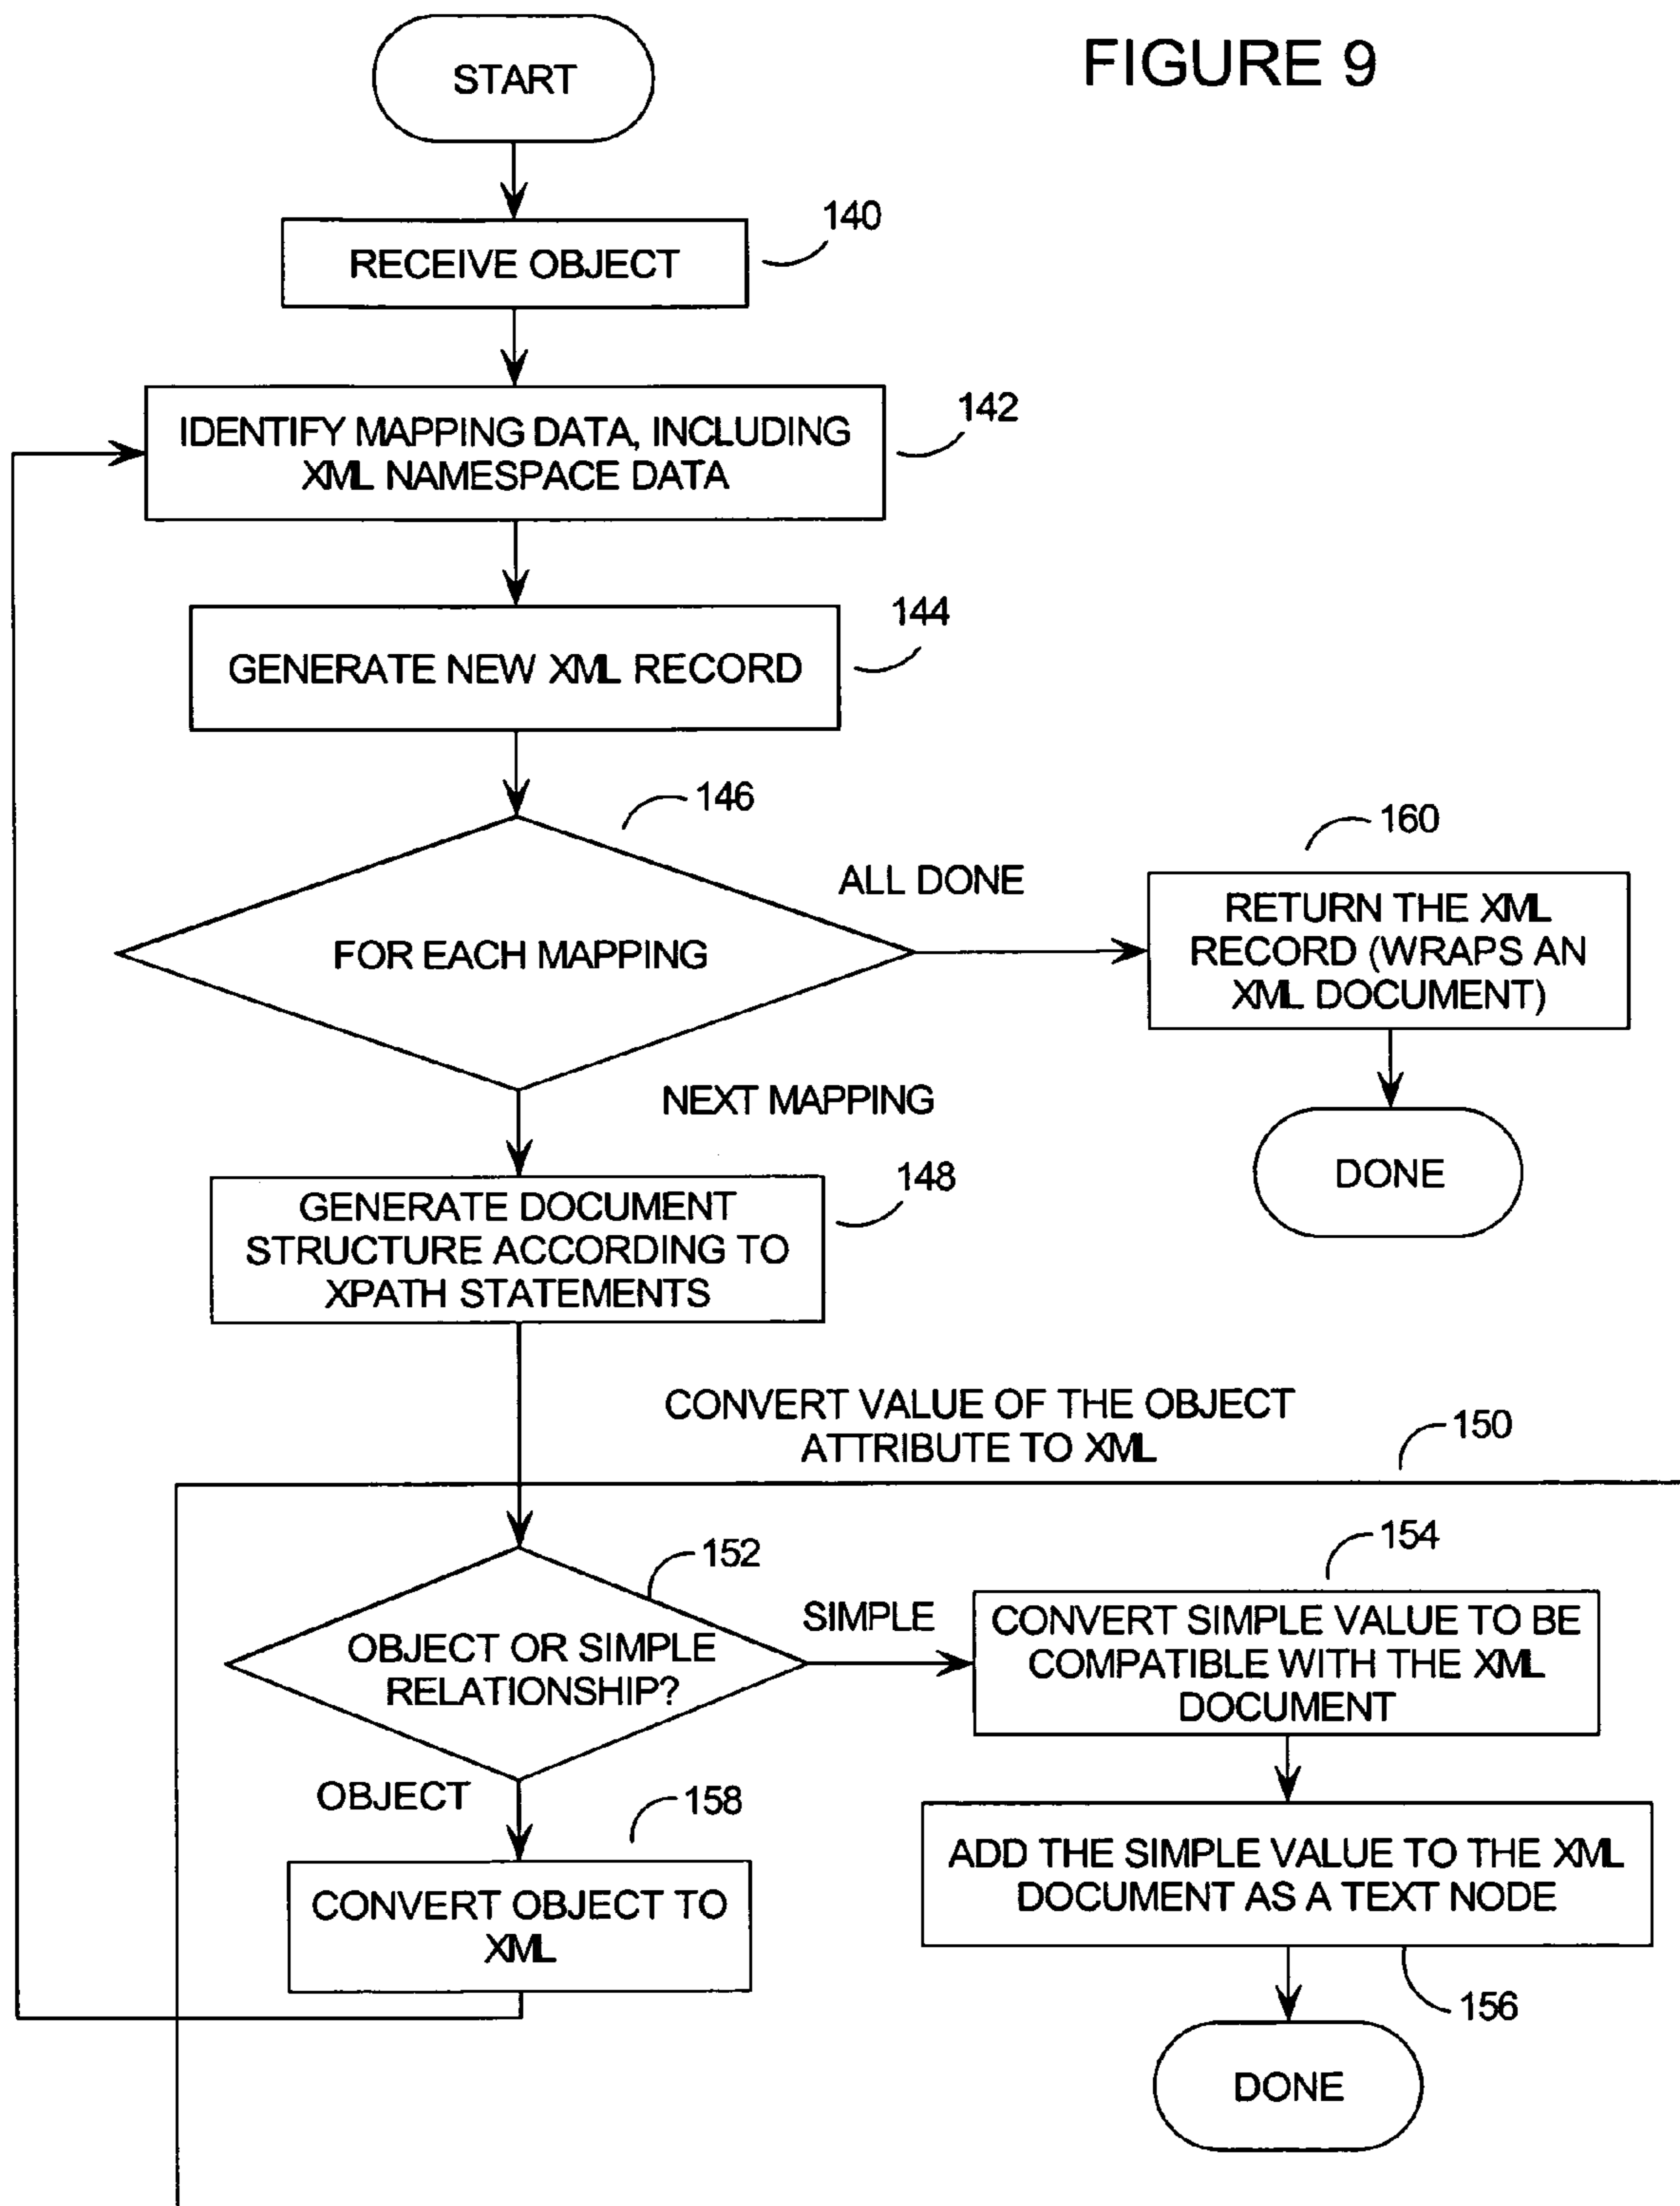 FIGURE 9
START
140
RECEIVE OBJECT
142
IDENTIFY MAPPING DATA, INCLUDING
XML NAMESPACE DATA
144
GENERATE NEW XML RECORD
146
FOR EACH MAPPING
ALL DONE
160
RETURN THE XML
RECORD (WRAPS AN
XML DOCUMENT)
DONE
NEXT MAPPING
148
GENERATE DOCUMENT
STRUCTURE ACCORDING TO
XPATH STATEMENTS
CONVERT VALUE OF THE OBJECT
ATTRIBUTE TO XML
150
152
OBJECT OR SIMPLE
RELATIONSHIP?
SIMPLE
154
CONVERT SIMPLE VALUE TO BE
COMPATIBLE WITH THE XML
DOCUMENT
OBJECT
158
CONVERT OBJECT TO
XML
ADD THE SIMPLE VALUE TO THE XML
DOCUMENT AS A TEXT NODE
156
DONE